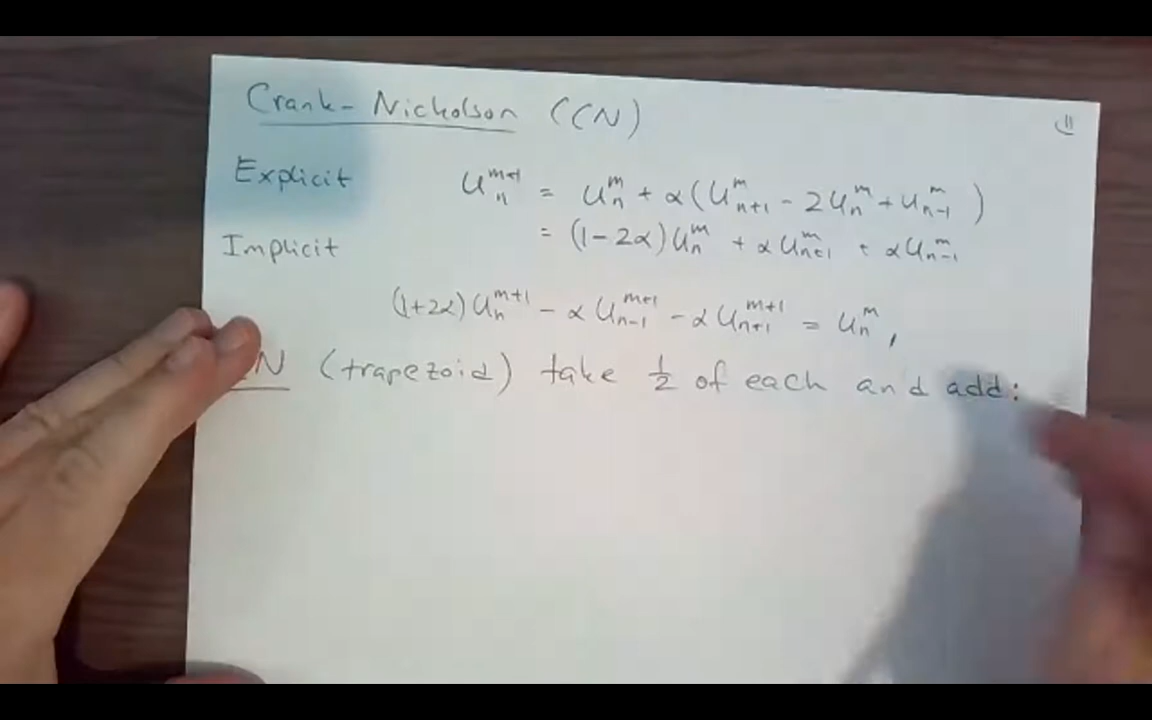 Crank-Nicholson (CN)
11
Explicit u_n^{m+1} = u_n^m + α(u_{n+1}^m - 2u_n^m + u_{n-1}^m)
= (1-2α)u_n^m + αu_{n+1}^m + αu_{n-1}^m
Implicit
(1+2α)u_n^{m+1} - αu_{n-1}^{m+1} - αu_{n+1}^{m+1} = u_n^m,
N (trapezoid) take 1/2 of each and add: